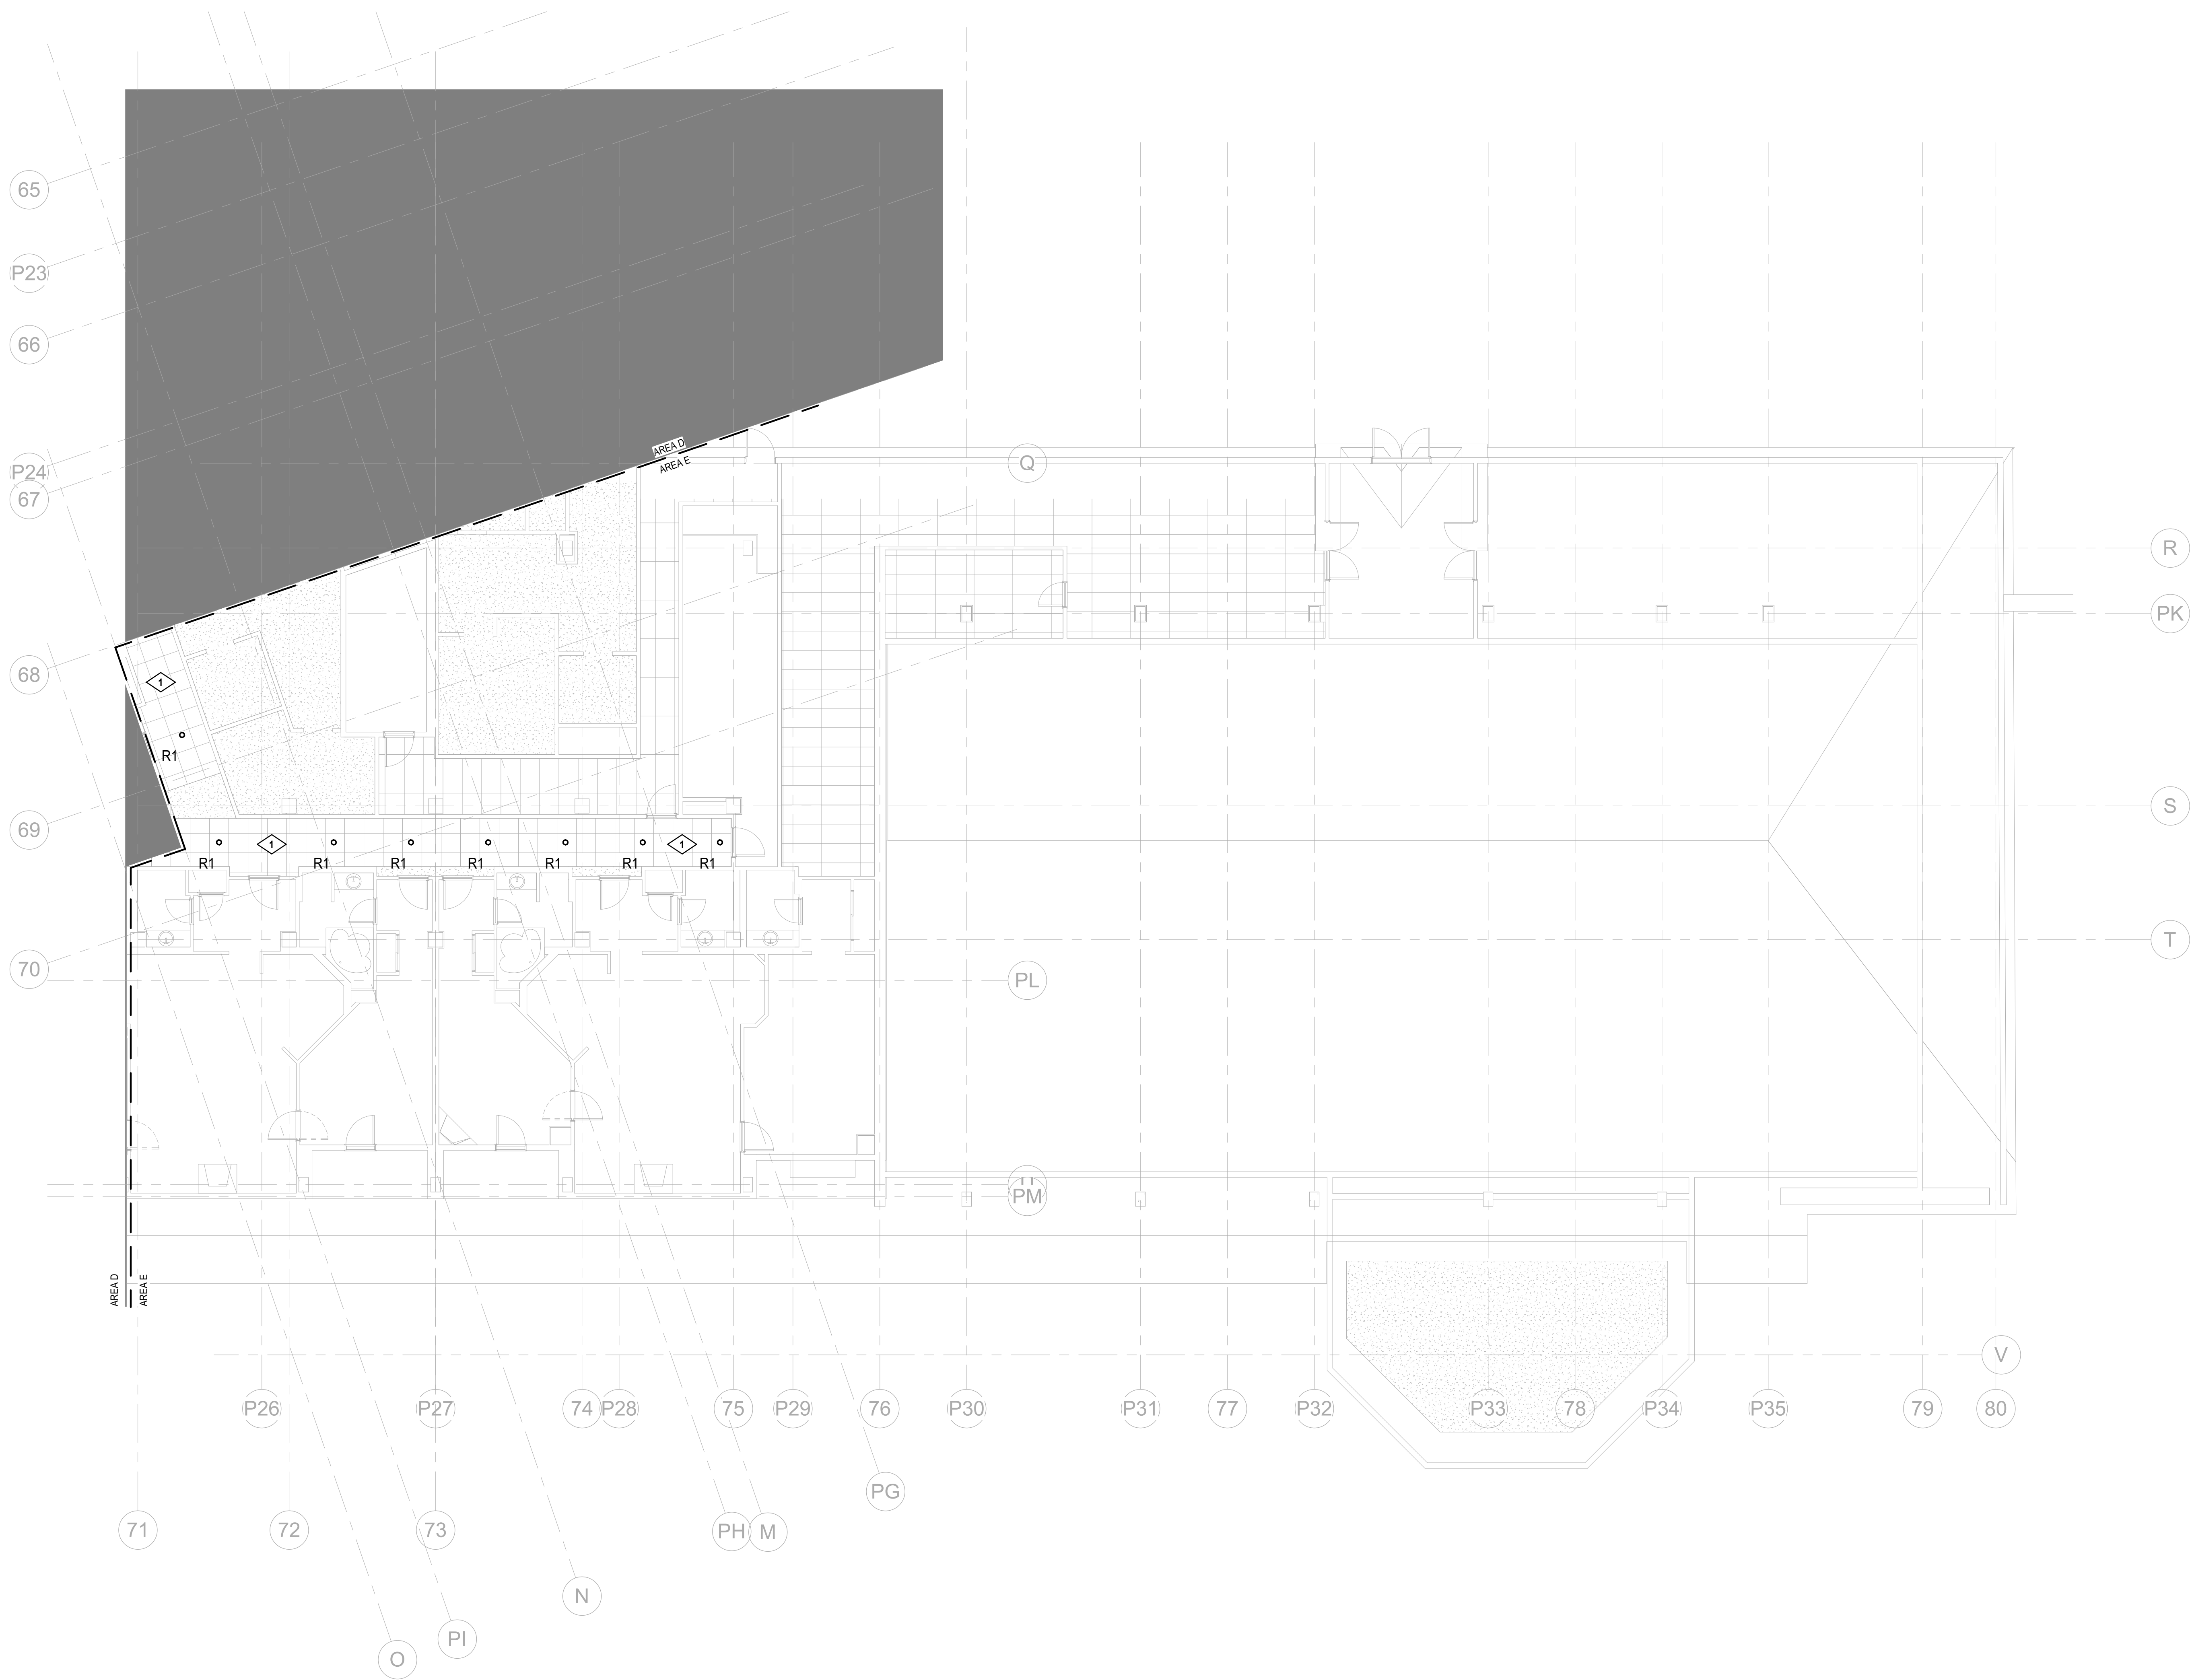 65
P23
66
AREA D
AREA E
Q
P24
67
R
PK
68
1
R1
S
69
1
1
R1
R1
R1
R1
R1
R1
R1
T
70
PL
PM
AREA D
AREA E
V
P26
P27
74
P28
75
P29
76
P30
P31
77
P32
P33
78
P34
P35
79
80
PG
71
72
73
PH
M
N
PI
O